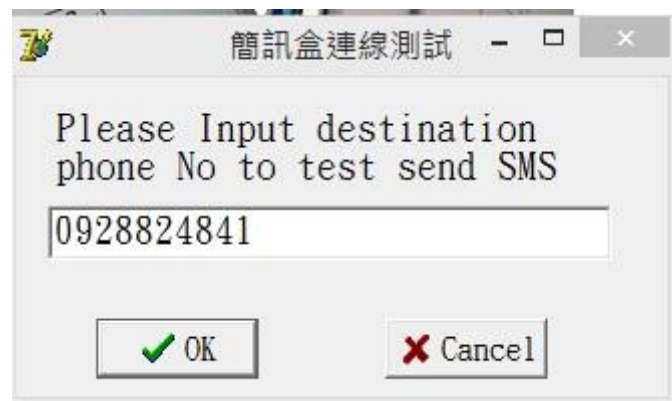 簡訊盒連線測試
Please Input destination
phone No to test send SMS
0928824841
OK
Cancel